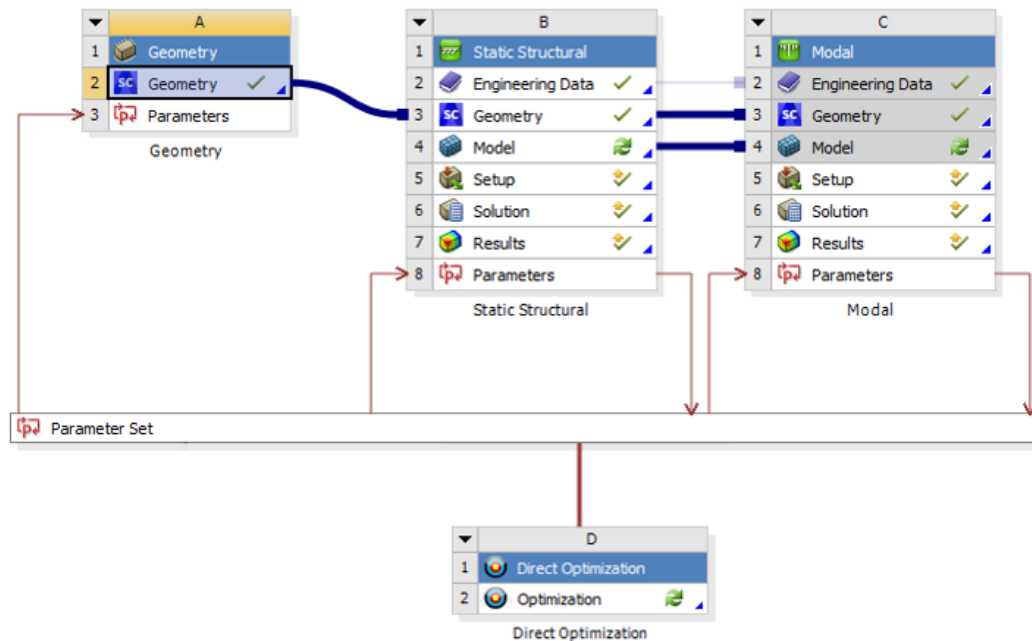 A
1 Geometry
2 SC Geometry
3 Parameters
Geometry
B
1 Static Structural
2 Engineering Data
3 SC Geometry
4 Model
5 Setup
6 Solution
7 Results
8 Parameters
Static Structural
C
1 Modal
2 Engineering Data
3 SC Geometry
4 Model
5 Setup
6 Solution
7 Results
8 Parameters
Modal
Parameter Set
D
1 Direct Optimization
2 Optimization
Direct Optimization